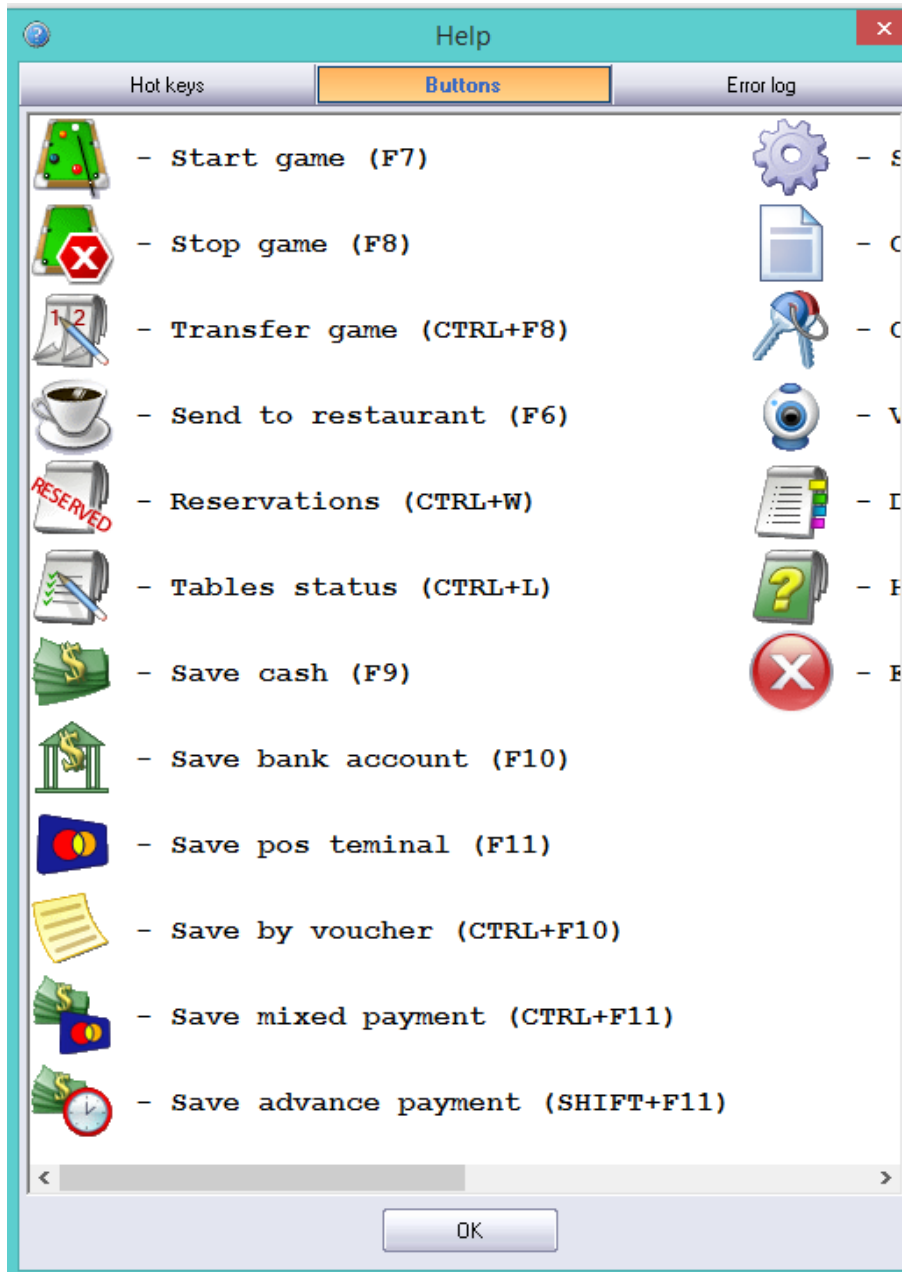 Help
Hot keys Buttons Error log
- Start game (F7)
- Stop game (F8)
- Transfer game (CTRL+F8)
- Send to restaurant (F6)
- Reservations (CTRL+W)
- Tables status (CTRL+L)
- Save cash (F9)
- Save bank account (F10)
- Save pos teminal (F11)
- Save by voucher (CTRL+F10)
- Save mixed payment (CTRL+F11)
- Save advance payment (SHIFT+F11)
1 2
RESERVED
OK